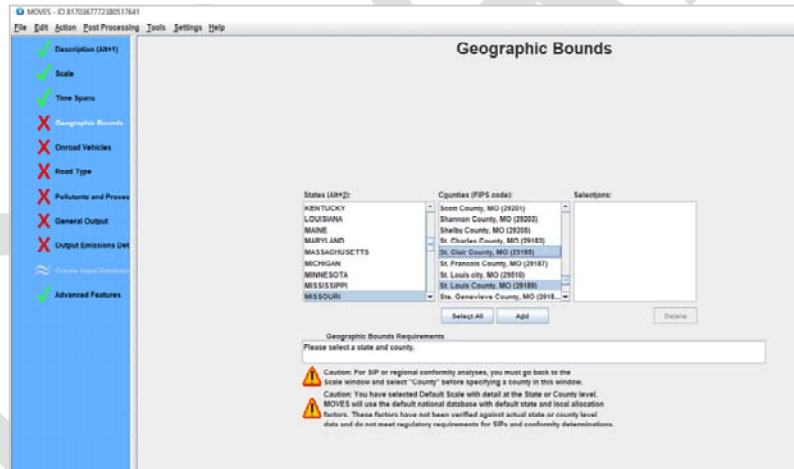 MOVES - ID 8170367772380517641
File Edit Action Post Processing Tools Settings Help
Description (Alt+1)
Scale
Time Spans
Geographic Bounds
Onroad Vehicles
Road Type
Pollutants and Proces
General Output
Output Emissions Det
Create Input Database
Advanced Features
Geographic Bounds
States (Alt+2):
KENTUCKY
LOUISIANA
MAINE
MARYLAND
MASSACHUSETTS
MICHIGAN
MINNESOTA
MISSISSIPPI
MISSOURI
Counties (FIPS code):
Scott County, MO (29201)
Shannon County, MO (29203)
Shelby County, MO (29205)
St. Charles County, MO (29183)
St. Clair County, MO (29185)
St. Francois County, MO (29187)
St. Louis city, MO (29510)
St. Louis County, MO (29189)
Ste. Genevieve County, MO (2918...
Selections:
Select All
Add
Delete
Geographic Bounds Requirements
Please select a state and county.
Caution: For SIP or regional conformity analyses, you must go back to the
Scale window and select "County" before specifying a county in this window.
Caution: You have selected Default Scale with detail at the State or County level.
MOVES will use the default national database with default state and local allocation
factors. These factors have not been verified against actual state or county level
data and do not meet regulatory requirements for SIPs and conformity determinations.